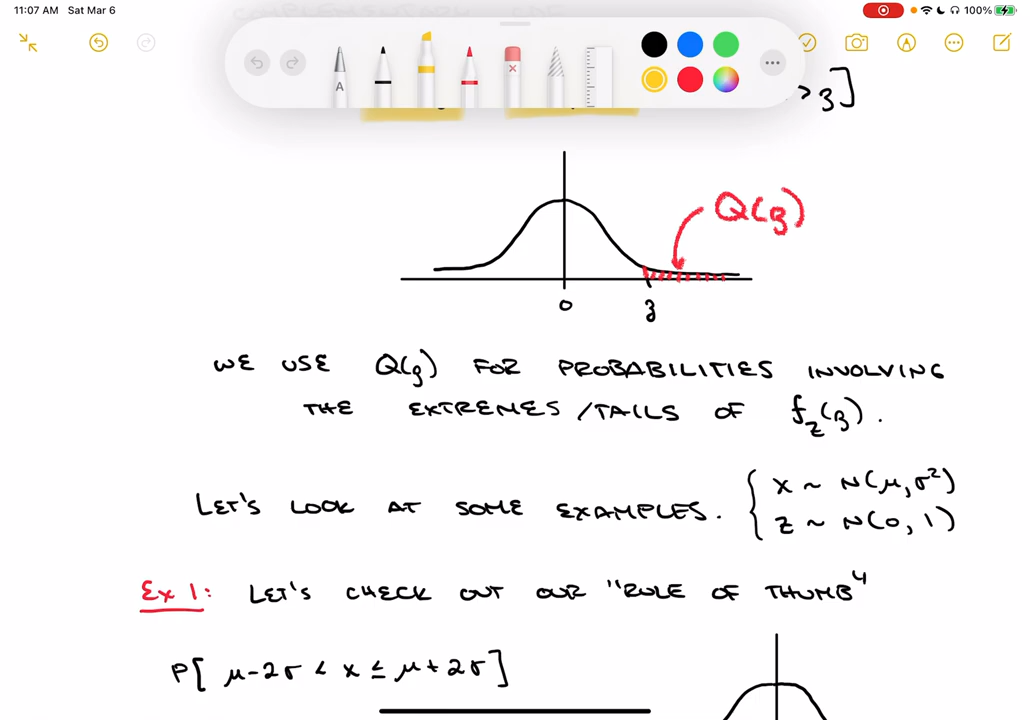 11:07 AM Sat Mar 6
100%
A
> z]
Q(z)
0
z
WE USE Q(z) FOR PROBABILITIES INVOLVING
THE EXTREMES/TAILS OF f_Z(z).
LET'S LOOK AT SOME EXAMPLES. { X ~ N(μ, σ²)
Z ~ N(0, 1)
Ex 1: LET'S CHECK OUT OUR "RULE OF THUMB"
P[ μ-2σ < X ≤ μ+2σ]